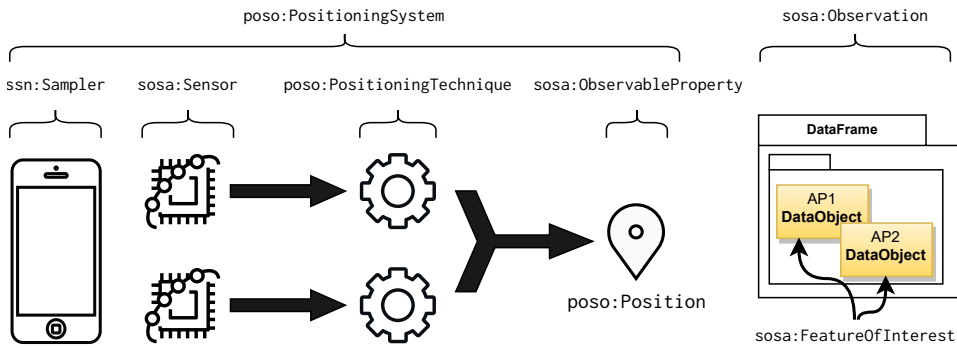 poso:PositioningSystem
sosa:Observation
ssn:Sampler
sosa:Sensor
poso:PositioningTechnique
sosa:ObservableProperty
DataFrame
AP1
DataObject
AP2
DataObject
poso:Position
sosa:FeatureOfInterest